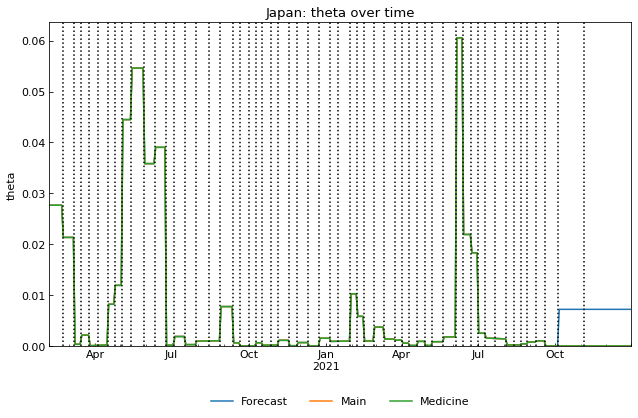 Japan: theta over time
0.06
0.05
0.04
0.03
0.02
0.01
0.00
theta
Apr Jul Oct Jan Apr Jul Oct
2021
Forecast Main Medicine